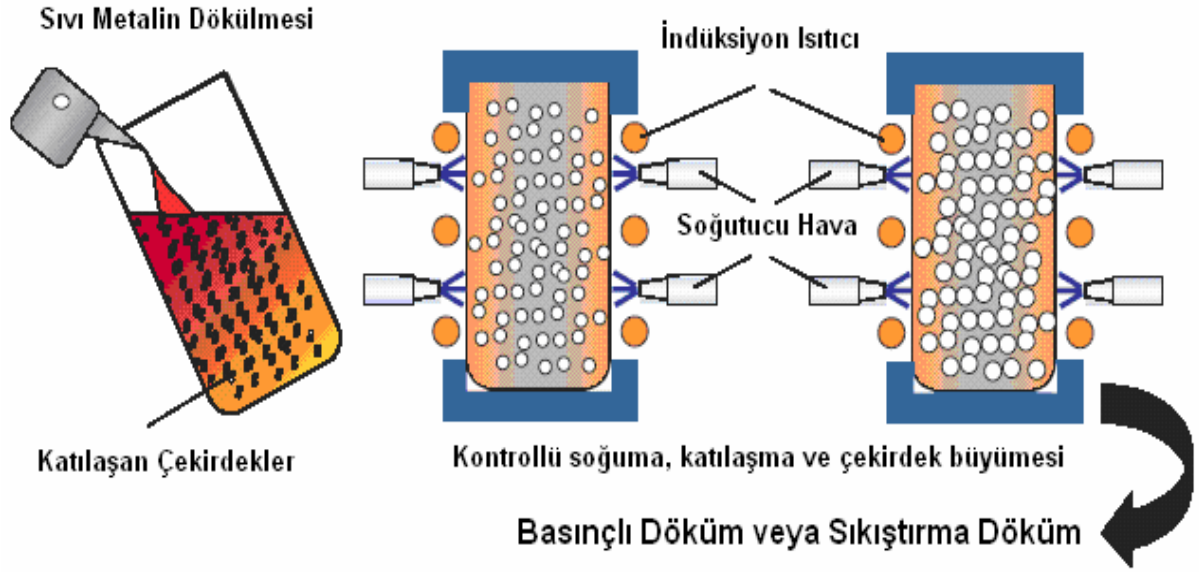 Sıvı Metalin Dökülmesi
İndüksiyon Isıtıcı
Soğutucu Hava
Katılaşan Çekirdekler
Kontrollü soğuma, katılaşma ve çekirdek büyümesi
Basınçlı Döküm veya Sıkıştırma Döküm